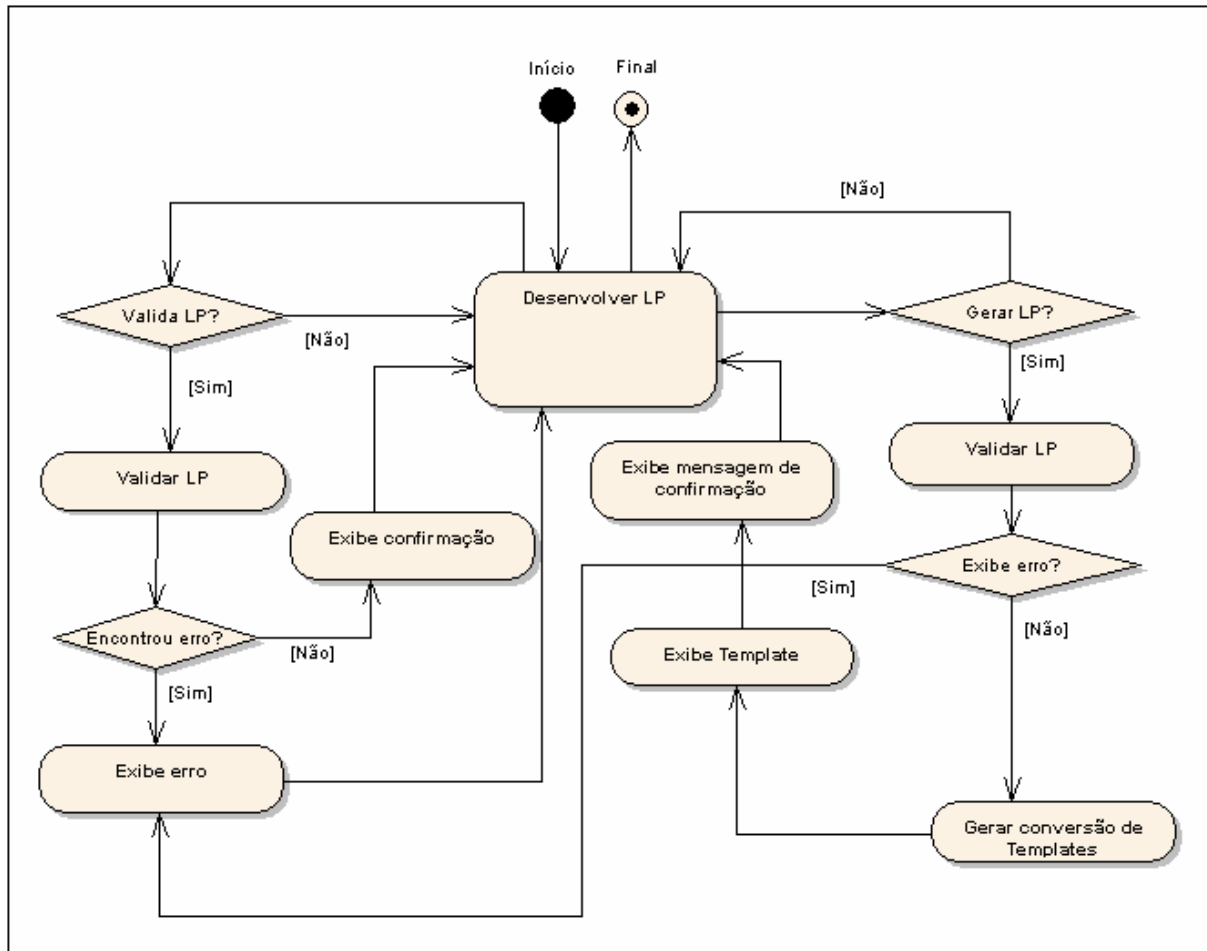 Início
Final
[Não]
Desenvolver LP
Valida LP?
[Não]
Gerar LP?
[Sim]
[Sim]
Validar LP
Exibe mensagem de
confirmação
Validar LP
Exibe confirmação
Exibe erro?
[Sim]
[Não]
Encontrou erro?
[Não]
Exibe Template
[Sim]
Exibe erro
Gerar conversão de
Templates